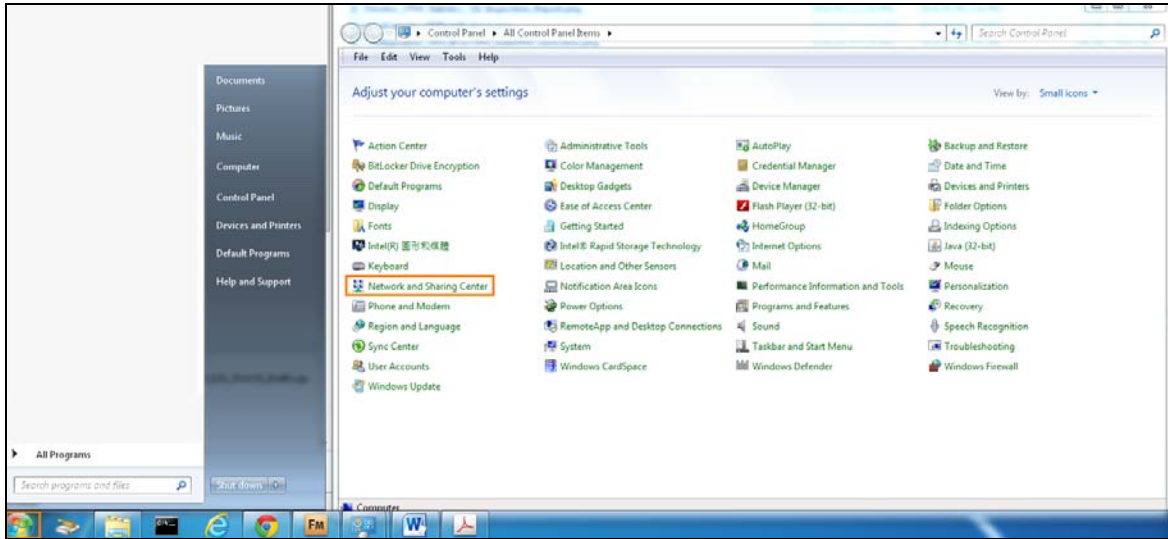 Control Panel ▸ All Control Panel Items ▸
Search Control Panel
File Edit View Tools Help
Adjust your computer's settings
View by: Small icons
Action Center
Administrative Tools
AutoPlay
Backup and Restore
BitLocker Drive Encryption
Color Management
Credential Manager
Date and Time
Default Programs
Desktop Gadgets
Device Manager
Devices and Printers
Display
Ease of Access Center
Flash Player (32-bit)
Folder Options
Fonts
Getting Started
HomeGroup
Indexing Options
Intel(R) 圖形和媒體
Intel® Rapid Storage Technology
Internet Options
Java (32-bit)
Keyboard
Location and Other Sensors
Mail
Mouse
Network and Sharing Center
Notification Area Icons
Performance Information and Tools
Personalization
Phone and Modem
Power Options
Programs and Features
Recovery
Region and Language
RemoteApp and Desktop Connections
Sound
Speech Recognition
Sync Center
System
Taskbar and Start Menu
Troubleshooting
User Accounts
Windows CardSpace
Windows Defender
Windows Firewall
Windows Update
Computer
Documents
Pictures
Music
Computer
Control Panel
Devices and Printers
Default Programs
Help and Support
All Programs
Search programs and files
Shut down
FM
W